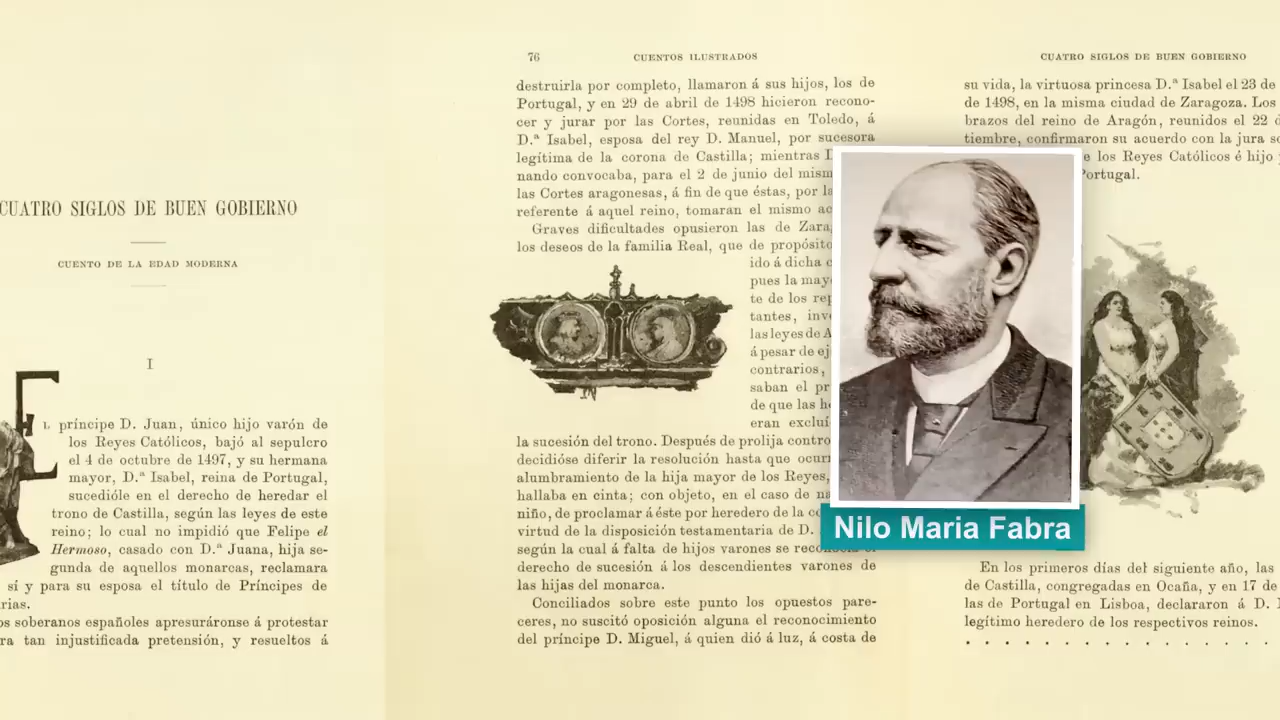 CUATRO SIGLOS DE BUEN GOBIERNO
CUENTO DE LA EDAD MODERNA
I
EL príncipe D. Juan, único hijo varón de
los Reyes Católicos, bajó al sepulcro
el 4 de octubre de 1497, y su hermana
mayor, D.ª Isabel, reina de Portugal,
sucedióle en el derecho de heredar el
trono de Castilla, según las leyes de este
reino; lo cual no impidió que Felipe el
Hermoso, casado con D.ª Juana, hija se-
gunda de aquellos monarcas, reclamara
sí y para su esposa el título de Príncipes de
rias.
os soberanos españoles apresuráronse á protestar
ra tan injustificada pretensión, y resueltos á
76
CUENTOS ILUSTRADOS
destruirla por completo, llamaron á sus hijos, los de
Portugal, y en 29 de abril de 1498 hicieron recono-
cer y jurar por las Cortes, reunidas en Toledo, á
D.ª Isabel, esposa del rey D. Manuel, por sucesora
legítima de la corona de Castilla; mientras D
nando convocaba, para el 2 de junio del mism
las Cortes aragonesas, á fin de que éstas, por la
referente á aquel reino, tomaran el mismo ac
Graves dificultades opusieron las de Zara
los deseos de la familia Real, que de propósito
ido á dicha c
pues la may
te de los rep
tantes, inv
las leyes de A
á pesar de ej
contrarios,
saban el pr
de que las h
eran exclui
la sucesión del trono. Después de prolija contro
decidióse diferir la resolución hasta que ocur
alumbramiento de la hija mayor de los Reyes,
hallaba en cinta; con objeto, en el caso de na
niño, de proclamar á éste por heredero de la co
virtud de la disposición testamentaria de D.
según la cual á falta de hijos varones se reconocía el
derecho de sucesión á los descendientes varones de
las hijas del monarca.
Conciliados sobre este punto los opuestos pare-
ceres, no suscitó oposición alguna el reconocimiento
del príncipe D. Miguel, á quien dió á luz, á costa de
CUATRO SIGLOS DE BUEN GOBIERNO
su vida, la virtuosa princesa D.ª Isabel el 23 de
de 1498, en la misma ciudad de Zaragoza. Los
brazos del reino de Aragón, reunidos el 22 d
tiembre, confirmaron su acuerdo con la jura so
e los Reyes Católicos é hijo
Portugal.
En los primeros días del siguiente año, las
de Castilla, congregadas en Ocaña, y en 17 de
las de Portugal en Lisboa, declararon á D.
legítimo heredero de los respectivos reinos.
Nilo Maria Fabra